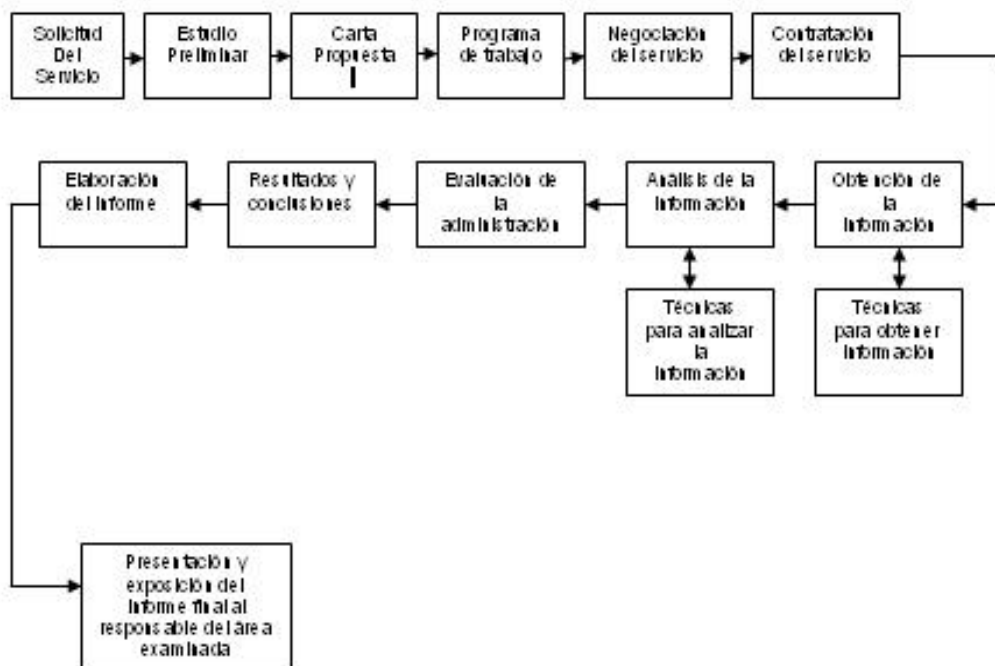 Solicitud
Del
Servicio
Estudio
Preliminar
Carta
Propuesta
Programa
de trabajo
Negociación
del servicio
Contratación
del servicio
Elaboración
del Informe
Resultados y
conclusiones
Evaluación de
la
administración
Análisis de la
Información
Obtención de
la
Información
Técnicas
para analizar
la
Información
Técnicas
para obtener
Información
Presentación y
exposición del
Informe final al
responsable del área
examinada